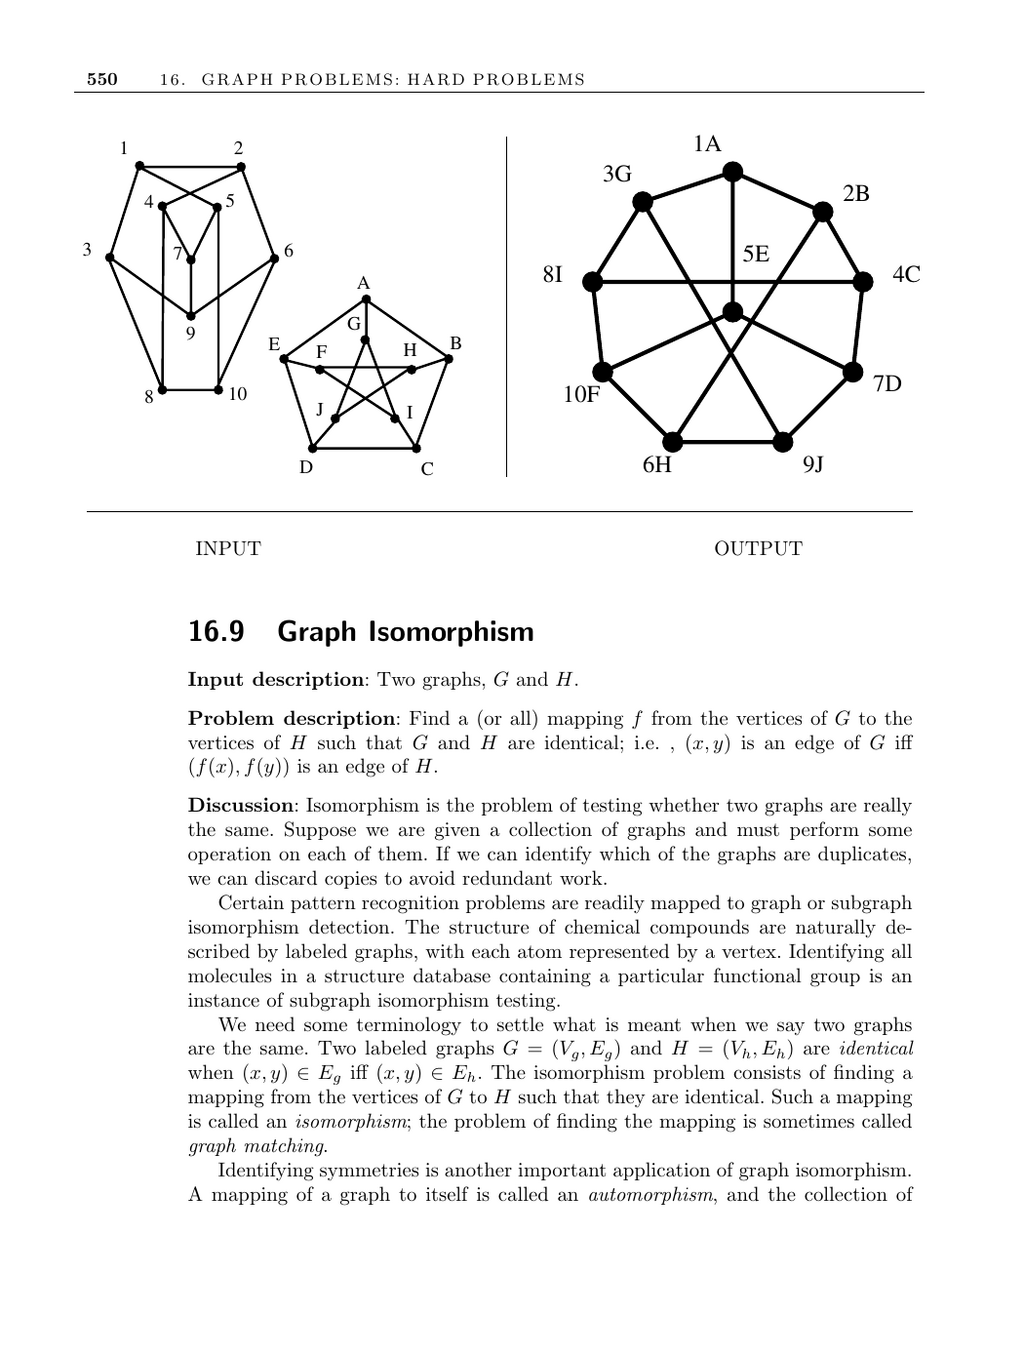 550 16. GRAPH PROBLEMS: HARD PROBLEMS
1 2
4 5
3 7 6
9
8 10
A
G
E F H B
J I
D C
1A
3G
2B
5E
8I 4C
10F 7D
6H 9J
INPUT OUTPUT
16.9 Graph Isomorphism
Input description: Two graphs, G and H.
Problem description: Find a (or all) mapping f from the vertices of G to the
vertices of H such that G and H are identical; i.e. , (x, y) is an edge of G iff
(f(x), f(y)) is an edge of H.
Discussion: Isomorphism is the problem of testing whether two graphs are really
the same. Suppose we are given a collection of graphs and must perform some
operation on each of them. If we can identify which of the graphs are duplicates,
we can discard copies to avoid redundant work.
Certain pattern recognition problems are readily mapped to graph or subgraph
isomorphism detection. The structure of chemical compounds are naturally de-
scribed by labeled graphs, with each atom represented by a vertex. Identifying all
molecules in a structure database containing a particular functional group is an
instance of subgraph isomorphism testing.
We need some terminology to settle what is meant when we say two graphs
are the same. Two labeled graphs G = (Vg, Eg) and H = (Vh, Eh) are identical
when (x, y) ∈ Eg iff (x, y) ∈ Eh. The isomorphism problem consists of finding a
mapping from the vertices of G to H such that they are identical. Such a mapping
is called an isomorphism; the problem of finding the mapping is sometimes called
graph matching.
Identifying symmetries is another important application of graph isomorphism.
A mapping of a graph to itself is called an automorphism, and the collection of